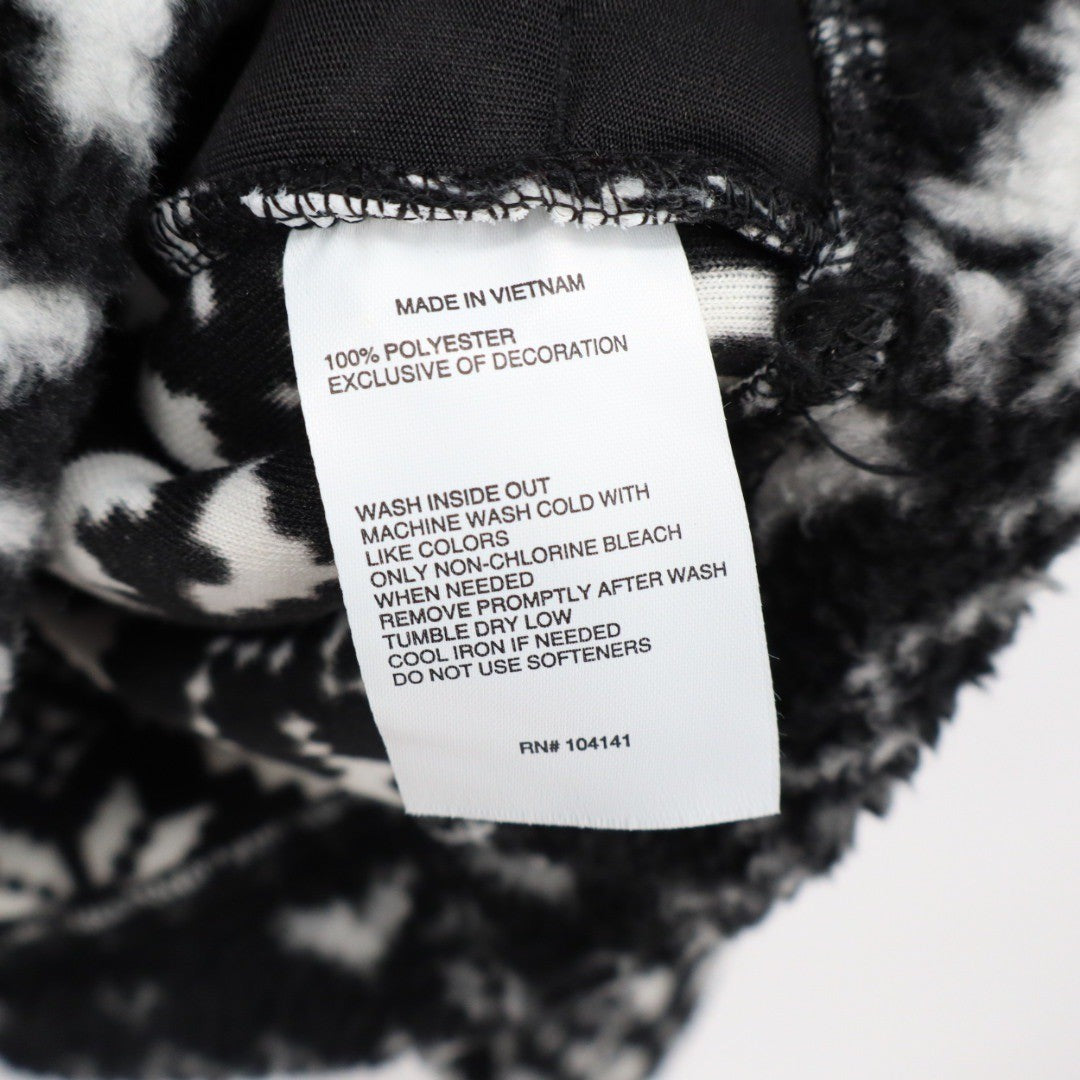 MADE IN VIETNAM
100% POLYESTER
EXCLUSIVE OF DECORATION
WASH INSIDE OUT
MACHINE WASH COLD WITH
LIKE COLORS
ONLY NON-CHLORINE BLEACH
WHEN NEEDED
REMOVE PROMPTLY AFTER WASH
TUMBLE DRY LOW
COOL IRON IF NEEDED
DO NOT USE SOFTENERS
RN# 104141